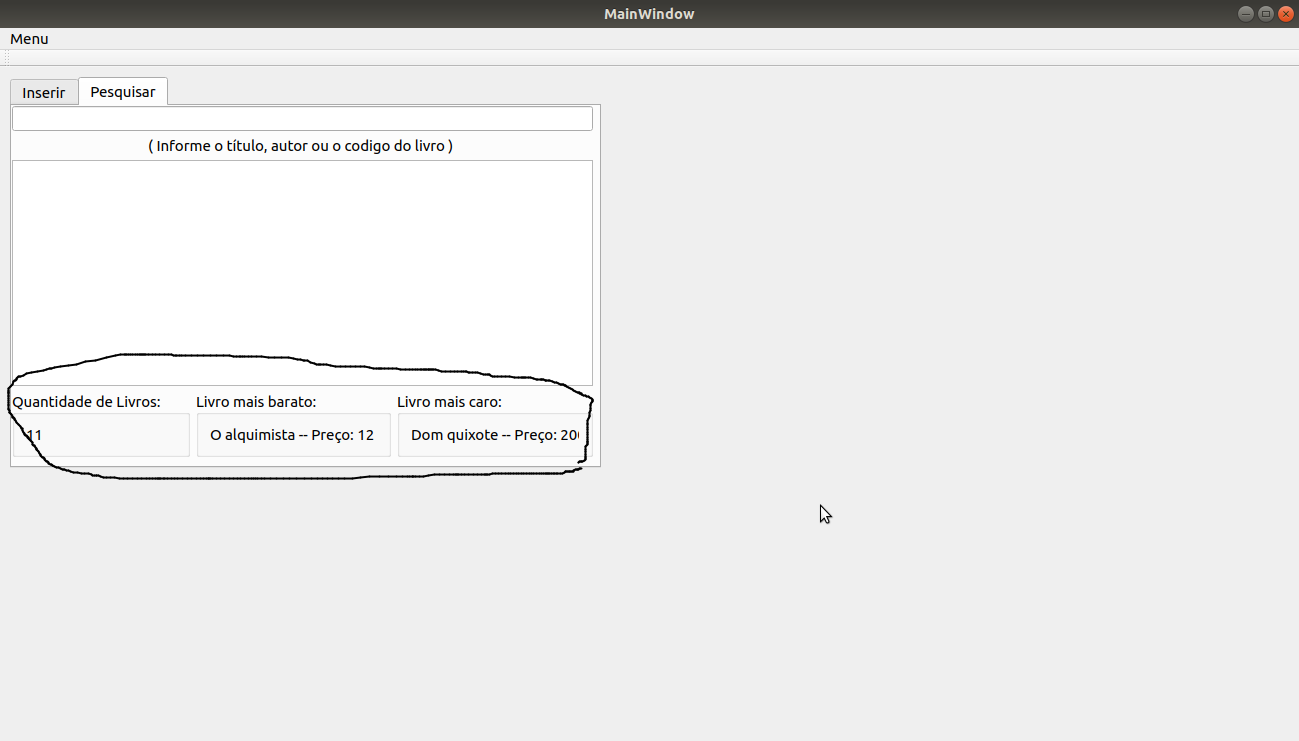 MainWindow
Menu
Inserir Pesquisar
( Informe o título, autor ou o codigo do livro )
Quantidade de Livros: Livro mais barato: Livro mais caro:
11 O alquimista -- Preço: 12 Dom quixote -- Preço: 20